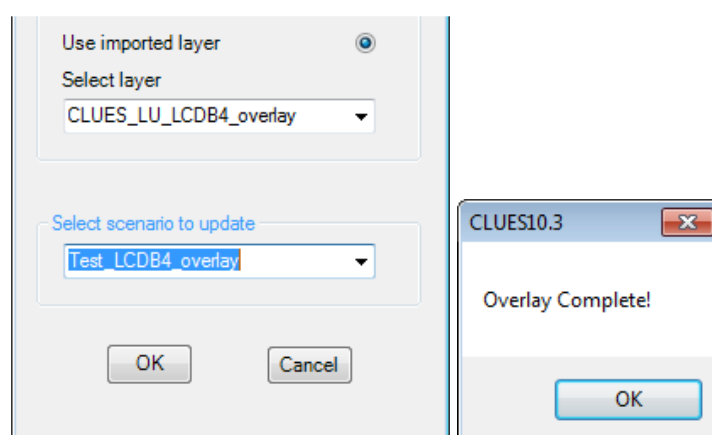 Use imported layer
Select layer
CLUES_LU_LCDB4_overlay
Select scenario to update
Test_LCDB4_overlay
OK
Cancel
CLUES10.3
Overlay Complete!
OK